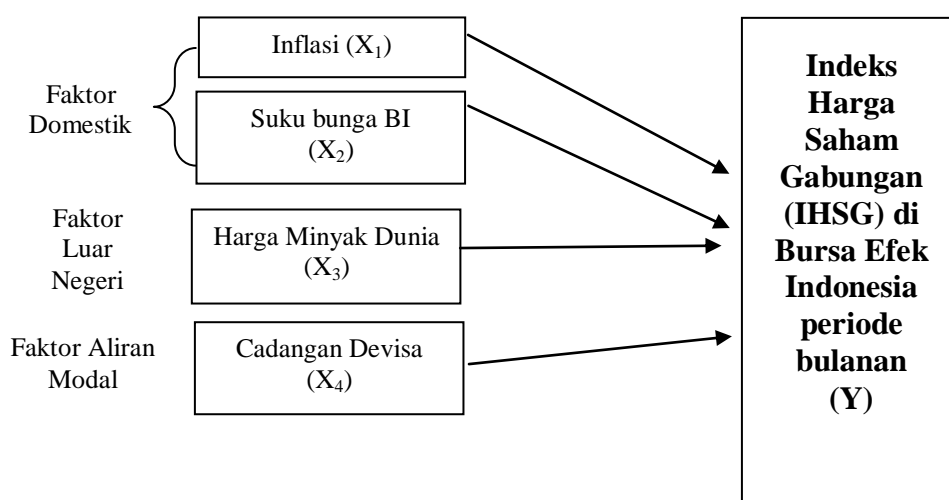 Inflasi (X₁)
Faktor
Domestik
Suku bunga BI
(X₂)
Faktor
Luar
Negeri
Harga Minyak Dunia
(X₃)
Faktor Aliran
Modal
Cadangan Devisa
(X₄)
Indeks
Harga
Saham
Gabungan
(IHSG) di
Bursa Efek
Indonesia
periode
bulanan
(Y)